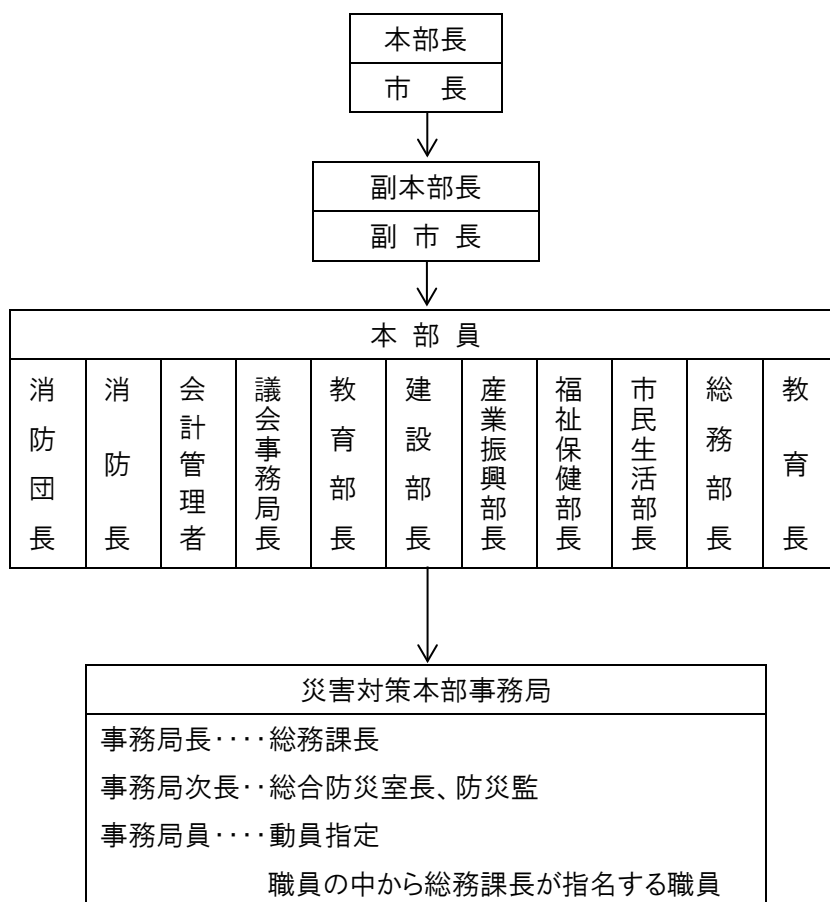 本部長
市　長
副本部長
副 市 長
本 部 員
教育長
総務部長
市民生活部長
福祉保健部長
産業振興部長
建設部長
教育部長
議会事務局長
会計管理者
消防長
消防団長
災害対策本部事務局
事務局長‥‥総務課長
事務局次長‥総合防災室長、防災監
事務局員‥‥動員指定
職員の中から総務課長が指名する職員